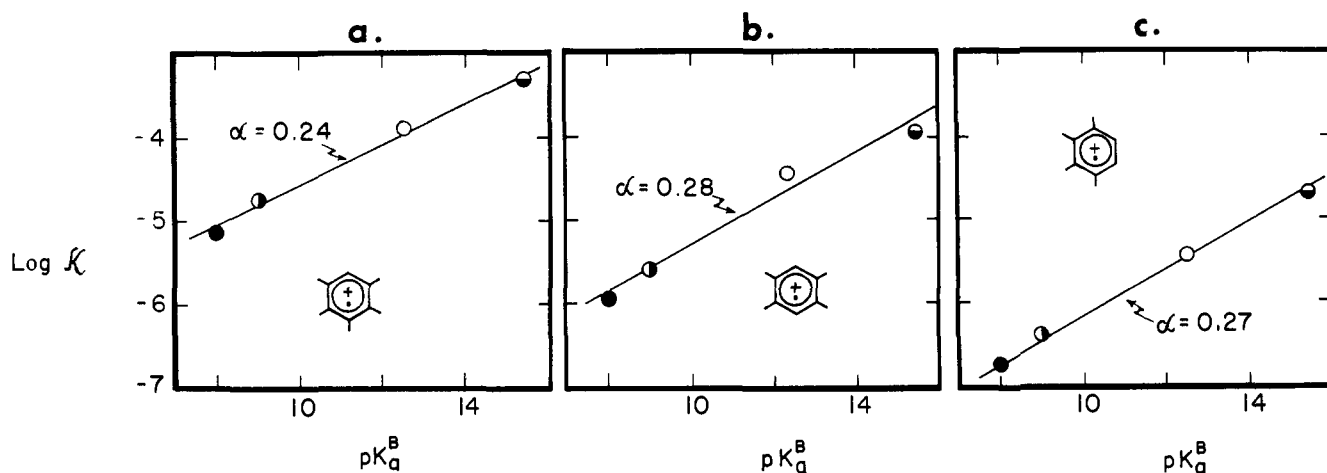 a. b. c.
-4
α = 0.24
α = 0.28
-5
Log 𝒦
-6
α = 0.27
-7
10 14 10 14 10 14
pK_a^B pK_a^B pK_a^B